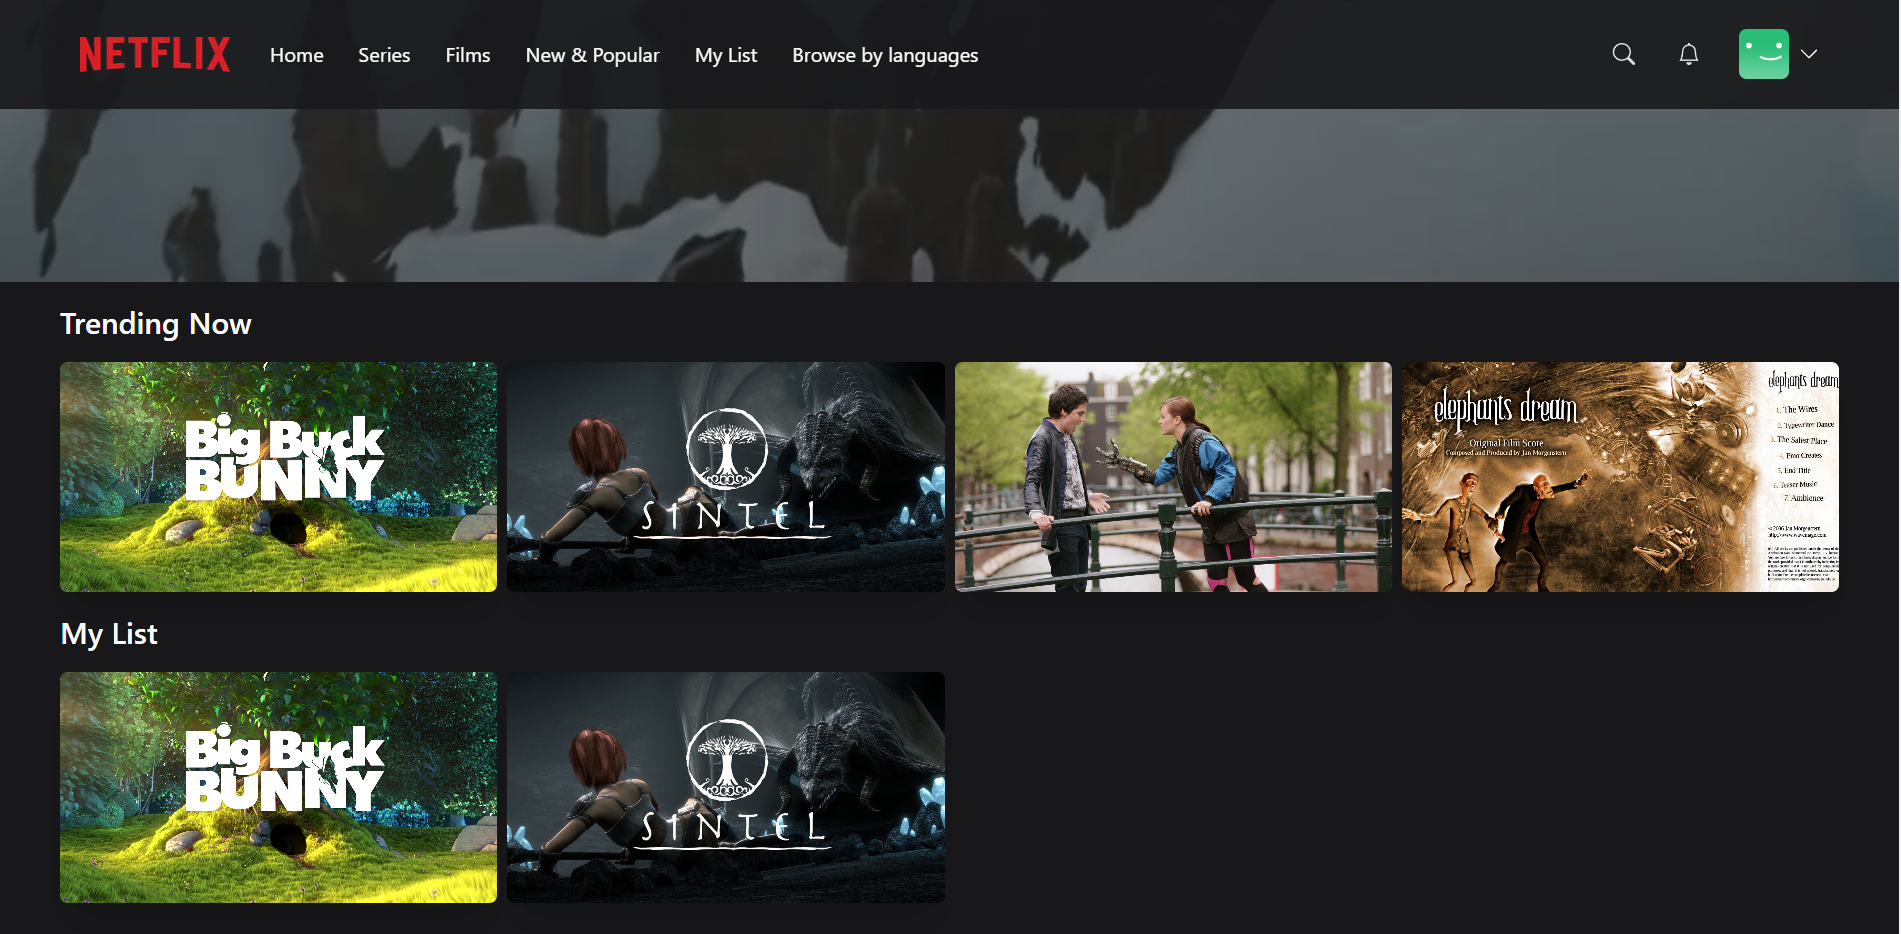 NETFLIX
Home
Series
Films
New & Popular
My List
Browse by languages
Trending Now
Big Buck
BUNNY
SINTEL
elephants dream
Original Film Score
Composed and Produced by Jan Morgenstern
elephants dream
1. The Wires
2. Typewriter Dance
3. The Safest Place
4. Emo Creates
5. End Title
6. Teaser Music
7. Ambience
© 2006 Jan Morgenstern
My List
Big Buck
BUNNY
SINTEL